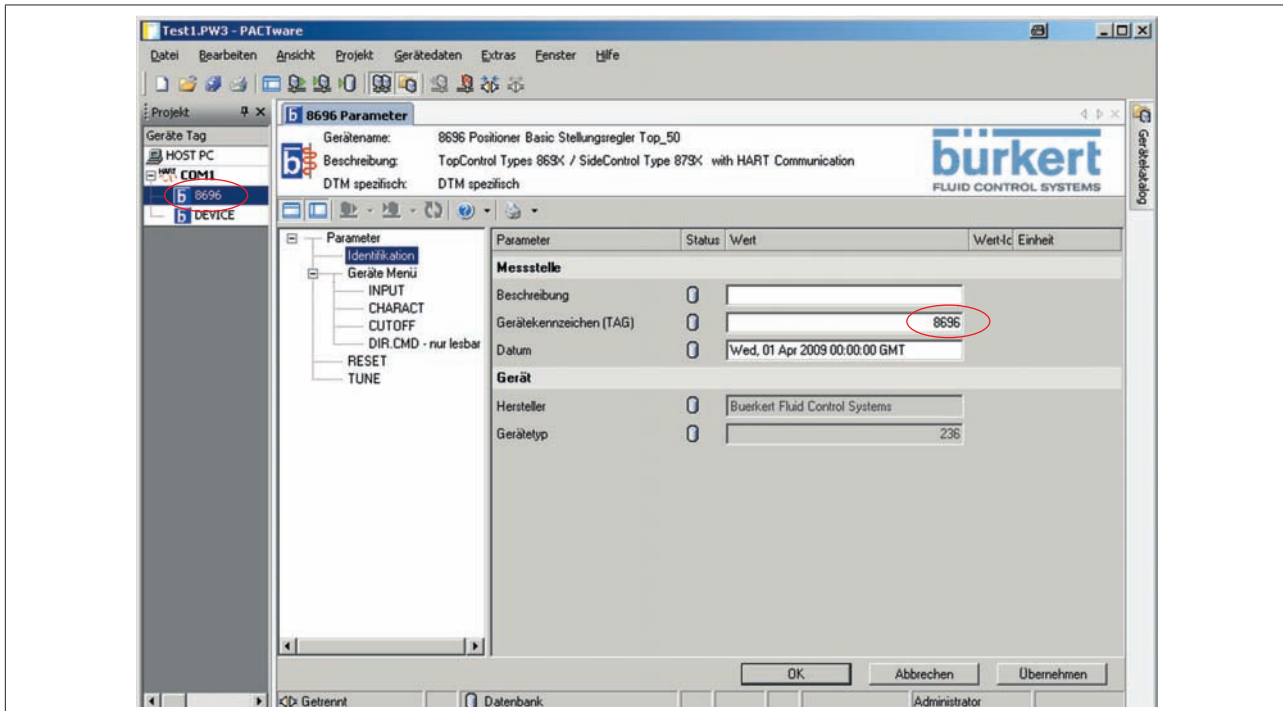 Test1.PW3 - PACTware
Datei Bearbeiten Ansicht Projekt Gerätedaten Extras Fenster Hilfe
Projekt
Geräte Tag
HOST PC
HART COM1
8696
DEVICE
8696 Parameter
Gerätename: 8696 Positioner Basic Stellungsregler Top_50
Beschreibung: TopControl Types 869X / SideControl Type 879X with HART Communication
DTM spezifisch: DTM spezifisch
bürkert
FLUID CONTROL SYSTEMS
Gerätekatalog
Parameter
Identifikation
Geräte Menü
INPUT
CHARACT
CUTOFF
DIR.CMD - nur lesbar
RESET
TUNE
Parameter Status Wert Wert-Ic Einheit
Messstelle
Beschreibung
Gerätekennzeichen (TAG) 8696
Datum Wed, 01 Apr 2009 00:00:00 GMT
Gerät
Hersteller Buerkert Fluid Control Systems
Gerätetyp 236
OK Abbrechen Übernehmen
Getrennt Datenbank Administrator